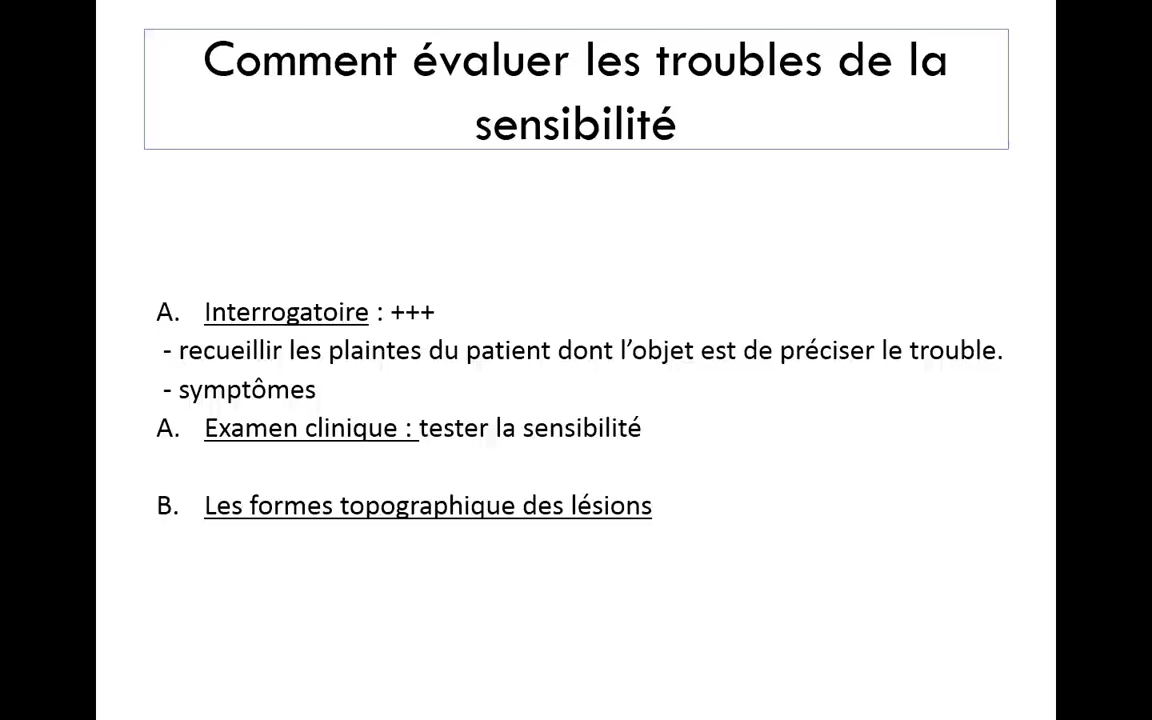 Comment évaluer les troubles de la
sensibilité
A. Interrogatoire : +++
- recueillir les plaintes du patient dont l’objet est de préciser le trouble.
- symptômes
A. Examen clinique : tester la sensibilité
B. Les formes topographique des lésions